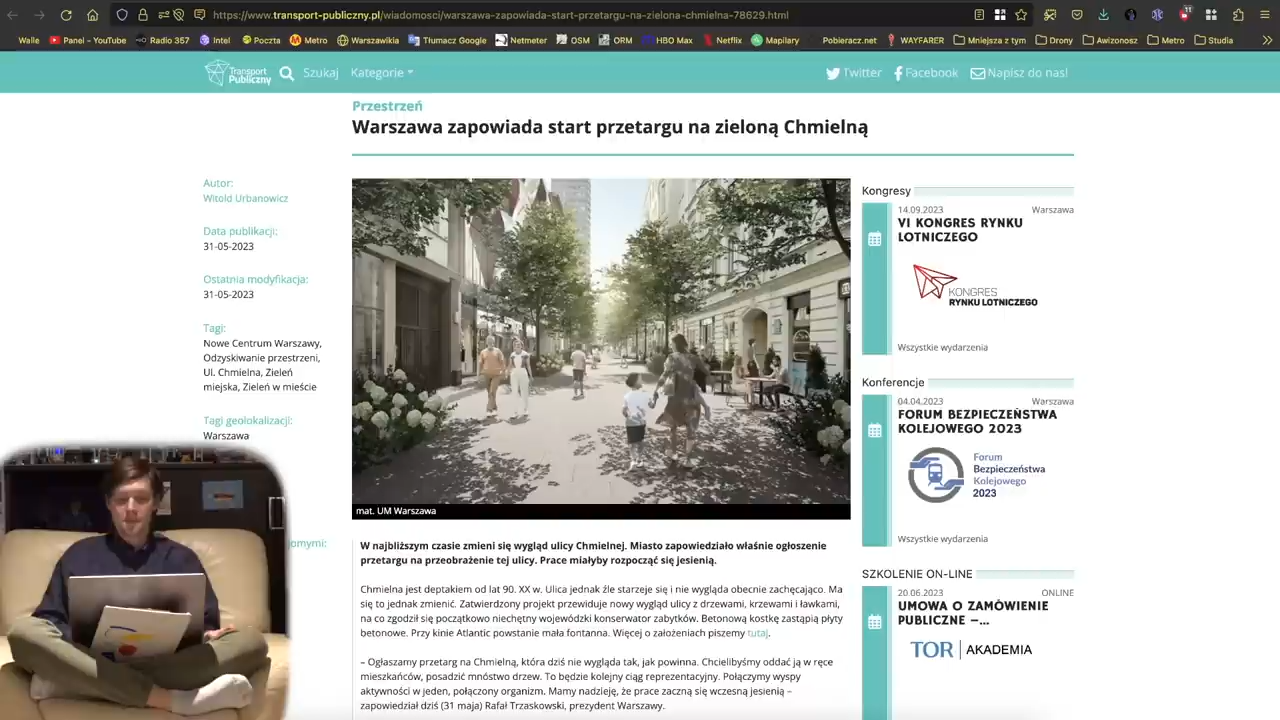 https://www.transport-publiczny.pl/wiadomosci/warszawa-zapowiada-start-przetargu-na-zielona-chmielna-78629.html
11
Walle Panel – YouTube Radio 357 Intel Poczta Metro Warszawikia Tłumacz Google Netmeter OSM ORM HBO Max Netflix Mapilary Pobieracz.net WAYFARER Mniejsza z tym Drony Awizonosz Metro Studia
Transport Publiczny Szukaj Kategorie Twitter Facebook Napisz do nas!
Przestrzeń
Warszawa zapowiada start przetargu na zieloną Chmielną
Autor:
Witold Urbanowicz
Data publikacji:
31-05-2023
Ostatnia modyfikacja:
31-05-2023
Tagi:
Nowe Centrum Warszawy,
Odzyskiwanie przestrzeni,
Ul. Chmielna, Zieleń
miejska, Zieleń w mieście
Tagi geolokalizacji:
Warszawa
jomymi:
mat. UM Warszawa
W najbliższym czasie zmieni się wygląd ulicy Chmielnej. Miasto zapowiedziało właśnie ogłoszenie
przetargu na przeobrażenie tej ulicy. Prace miałyby rozpocząć się jesienią.
Chmielna jest deptakiem od lat 90. XX w. Ulica jednak źle starzeje się i nie wygląda obecnie zachęcająco. Ma
się to jednak zmienić. Zatwierdzony projekt przewiduje nowy wygląd ulicy z drzewami, krzewami i ławkami,
na co zgodził się początkowo niechętny wojewódzki konserwator zabytków. Betonową kostkę zastąpią płyty
betonowe. Przy kinie Atlantic powstanie mała fontanna. Więcej o założeniach piszemy tutaj.
– Ogłaszamy przetarg na Chmielną, która dziś nie wygląda tak, jak powinna. Chcielibyśmy oddać ją w ręce
mieszkańców, posadzić mnóstwo drzew. To będzie kolejny ciąg reprezentacyjny. Połączymy wyspy
aktywności w jeden, połączony organizm. Mamy nadzieję, że prace zaczną się wczesną jesienią –
zapowiedział dziś (31 maja) Rafał Trzaskowski, prezydent Warszawy.
Kongresy
14.09.2023 Warszawa
VI KONGRES RYNKU
LOTNICZEGO
KONGRES
RYNKU LOTNICZEGO
Wszystkie wydarzenia
Konferencje
04.04.2023 Warszawa
FORUM BEZPIECZEŃSTWA
KOLEJOWEGO 2023
Forum
Bezpieczeństwa
Kolejowego
2023
Wszystkie wydarzenia
SZKOLENIE ON-LINE
20.06.2023 ONLINE
UMOWA O ZAMÓWIENIE
PUBLICZNE –...
TOR AKADEMIA